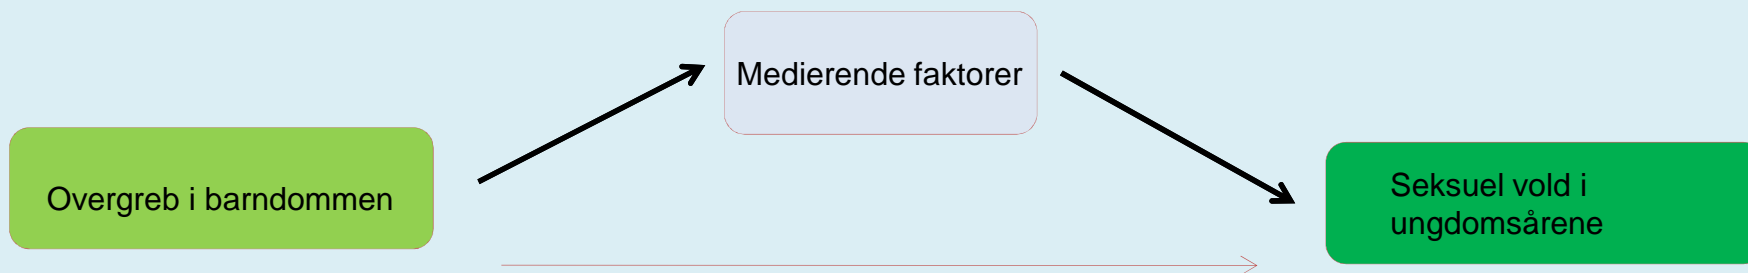 Medierende faktorer
Overgreb i barndommen
Seksuel vold i
ungdomsårene